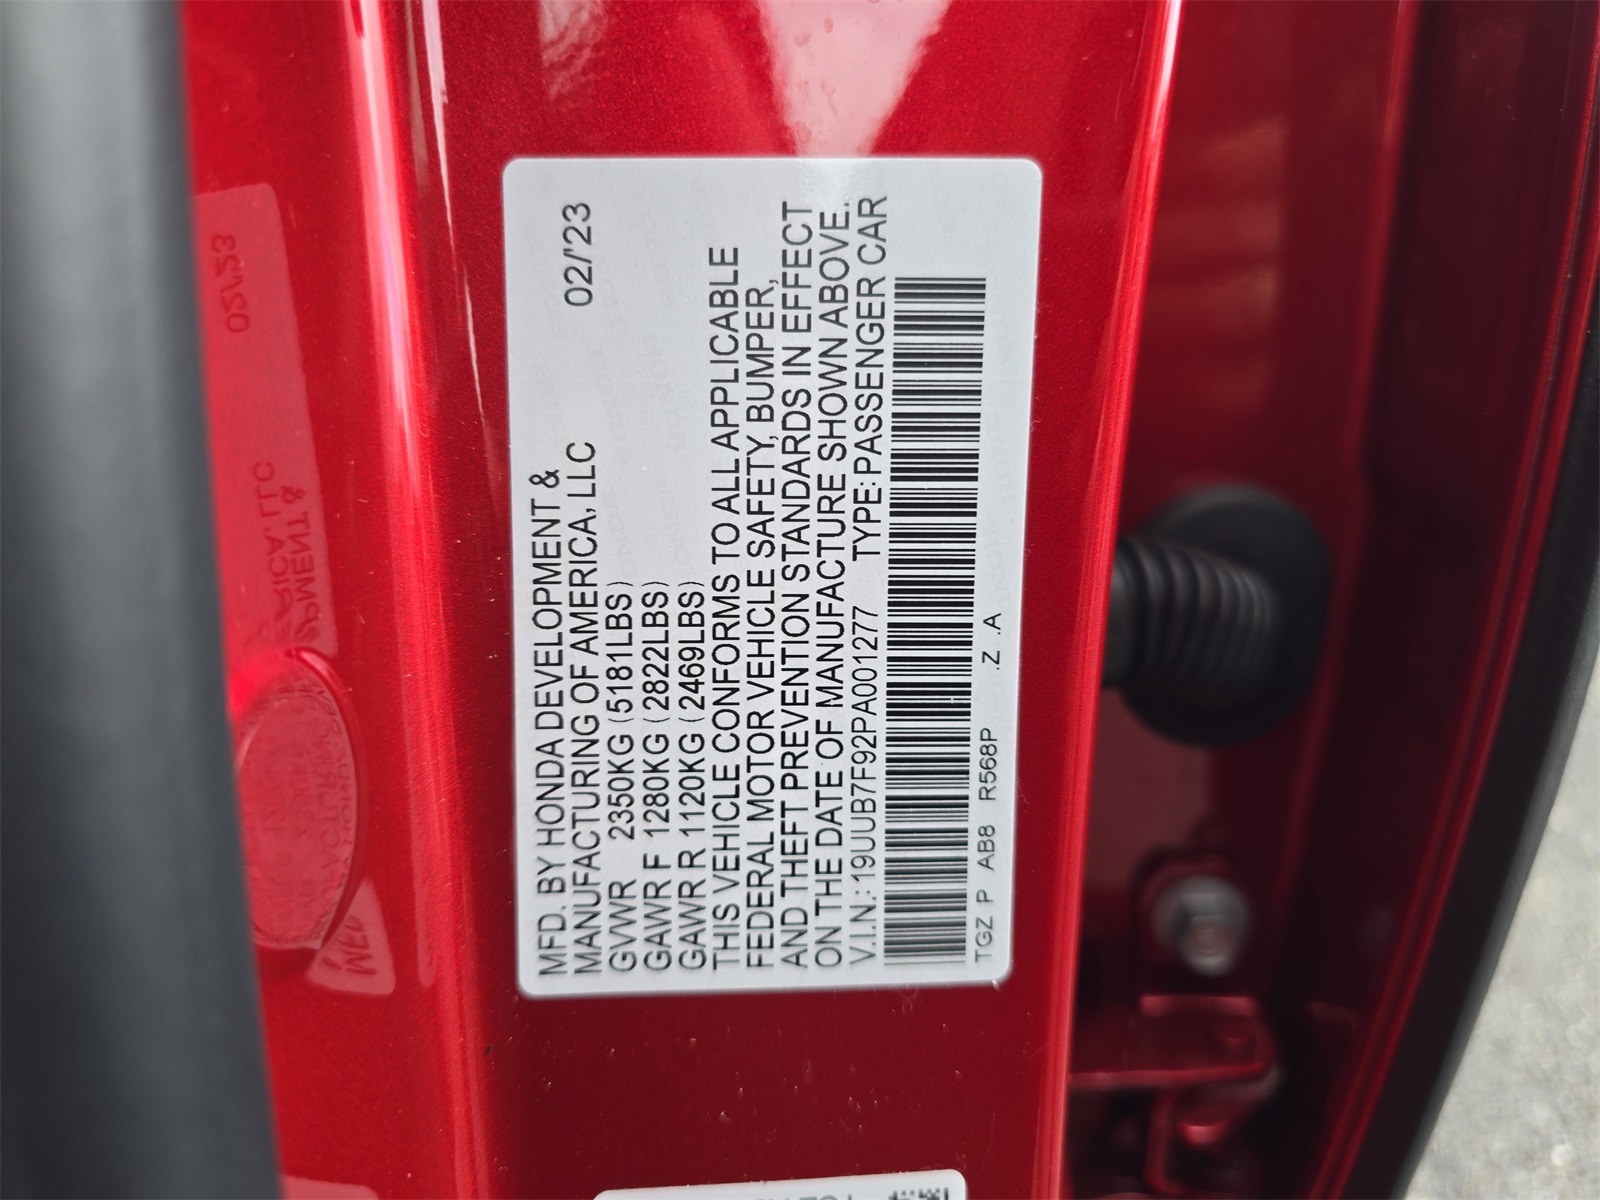 MFD. BY HONDA DEVELOPMENT &
MANUFACTURING OF AMERICA, LLC 02/'23
GVWR 2350KG (5181LBS)
GAWR F 1280KG (2822LBS)
GAWR R 1120KG (2469LBS)
THIS VEHICLE CONFORMS TO ALL APPLICABLE
FEDERAL MOTOR VEHICLE SAFETY, BUMPER,
AND THEFT PREVENTION STANDARDS IN EFFECT
ON THE DATE OF MANUFACTURE SHOWN ABOVE.
V.I.N.: 19UUB7F92PA001277 TYPE: PASSENGER CAR
TGZ P AB8 R568P .Z .A